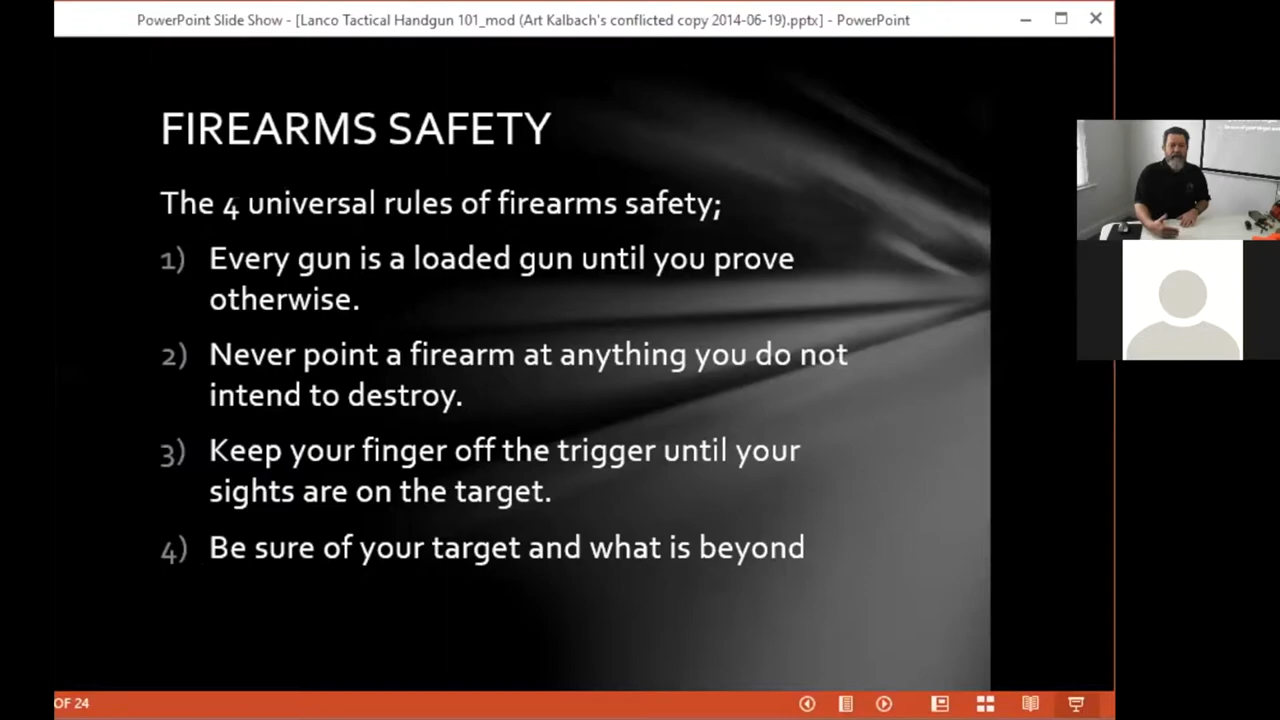 PowerPoint Slide Show - [Lanco Tactical Handgun 101_mod (Art Kalbach's conflicted copy 2014-06-19).pptx] - PowerPoint
FIREARMS SAFETY
The 4 universal rules of firearms safety;
1) Every gun is a loaded gun until you prove
otherwise.
2) Never point a firearm at anything you do not
intend to destroy.
3) Keep your finger off the trigger until your
sights are on the target.
4) Be sure of your target and what is beyond
OF 24